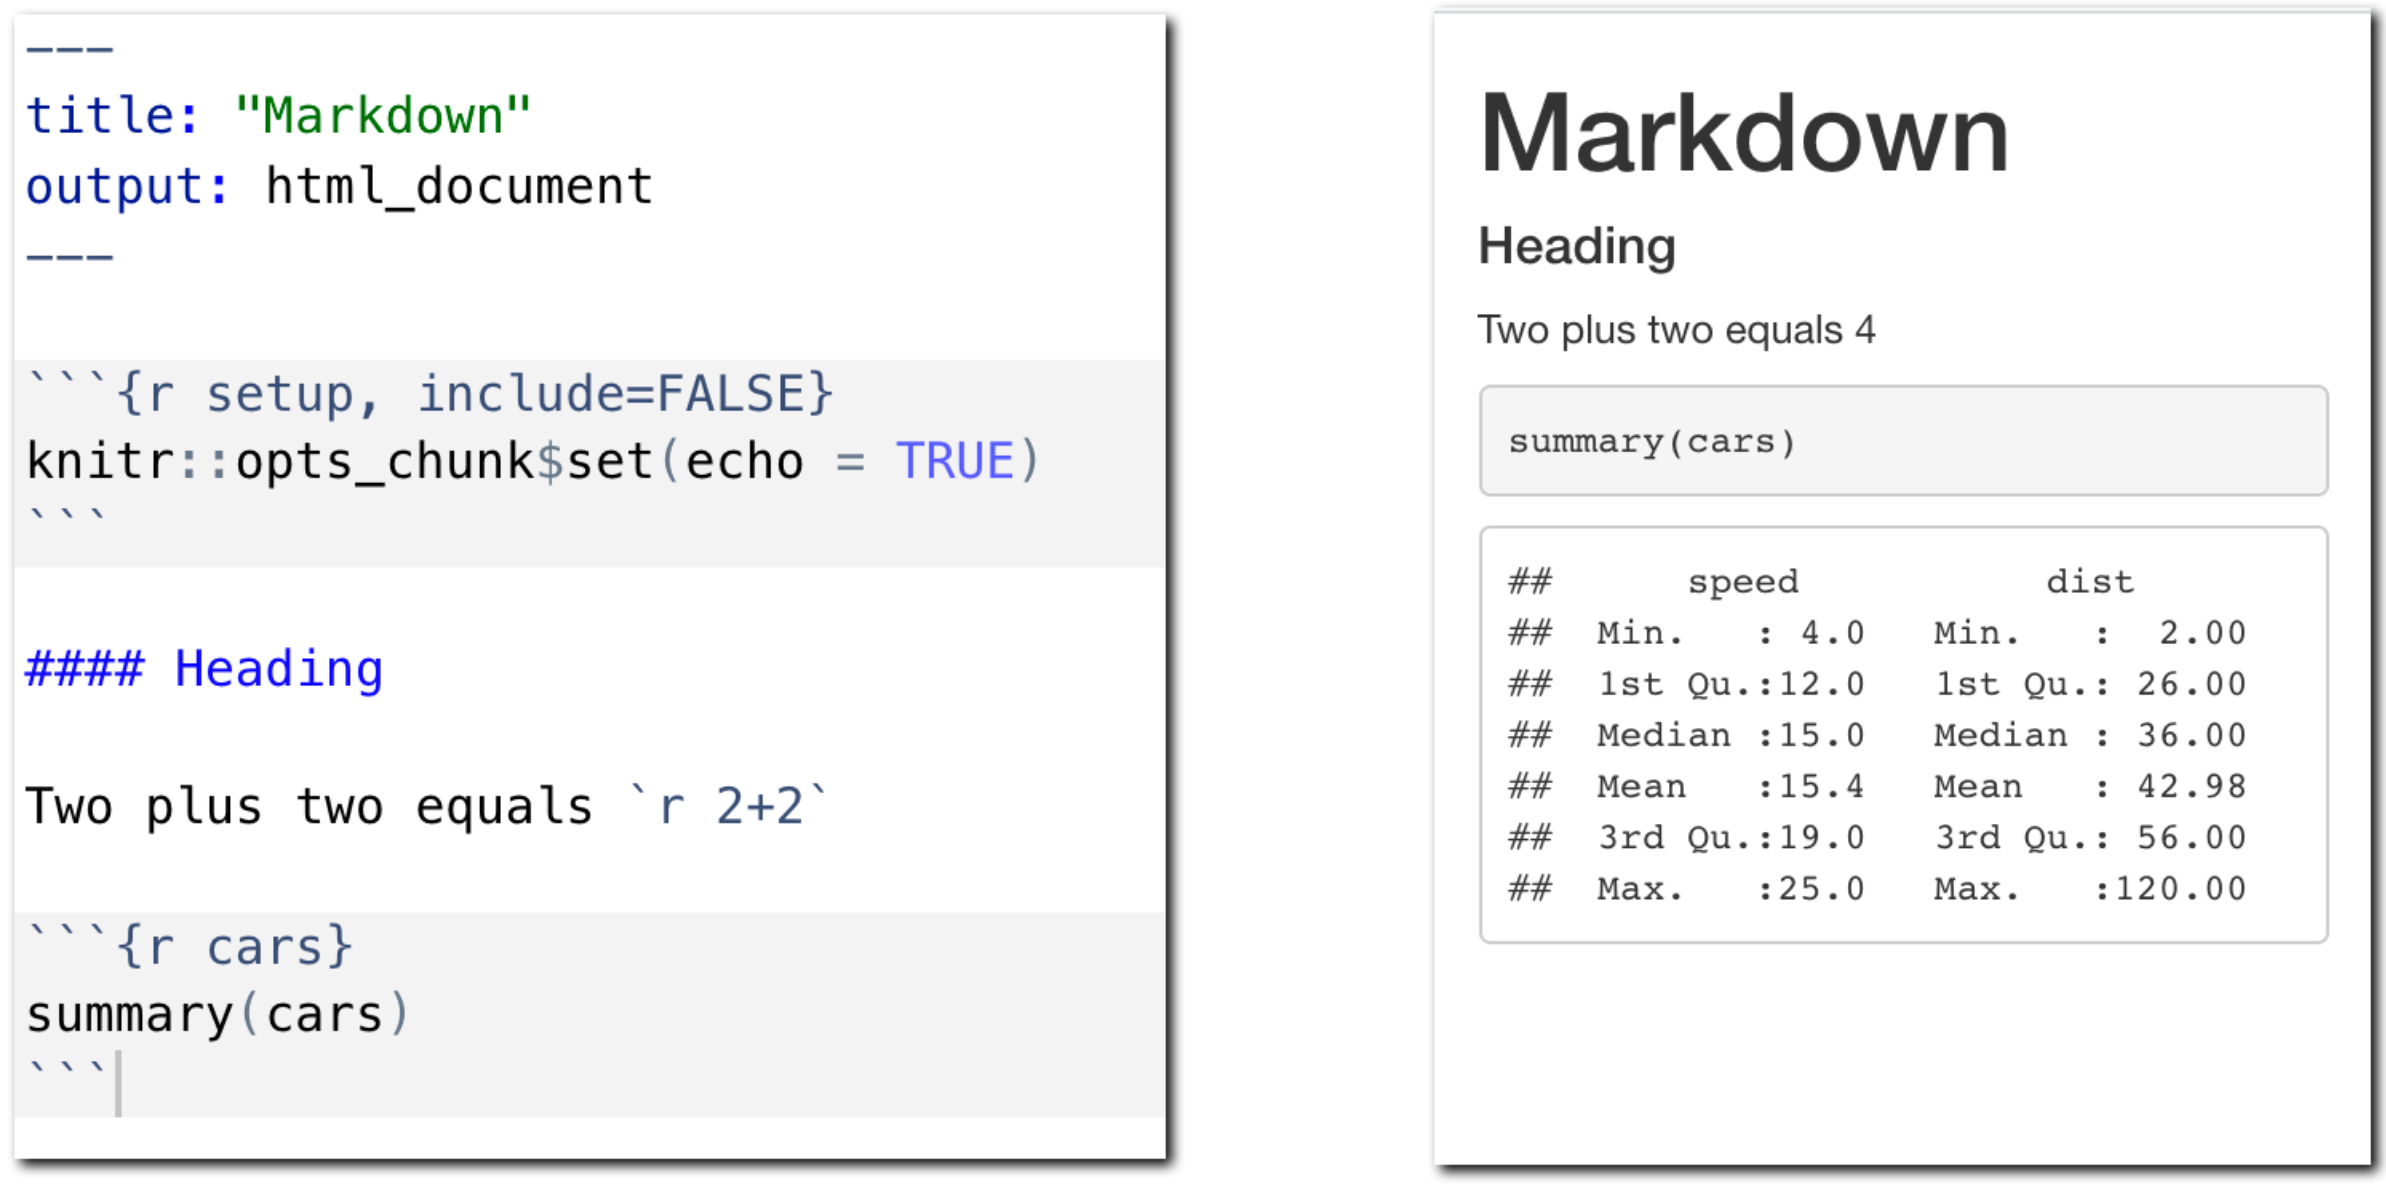 ---
title: "Markdown"
output: html_document
---
```{r setup, include=FALSE}
knitr::opts_chunk$set(echo = TRUE)
```
#### Heading
Two plus two equals `r 2+2`
```{r cars}
summary(cars)
```
Markdown
Heading
Two plus two equals 4
summary(cars)
##      speed           dist
##  Min.   : 4.0   Min.   :  2.00
##  1st Qu.:12.0   1st Qu.: 26.00
##  Median :15.0   Median : 36.00
##  Mean   :15.4   Mean   : 42.98
##  3rd Qu.:19.0   3rd Qu.: 56.00
##  Max.   :25.0   Max.   :120.00